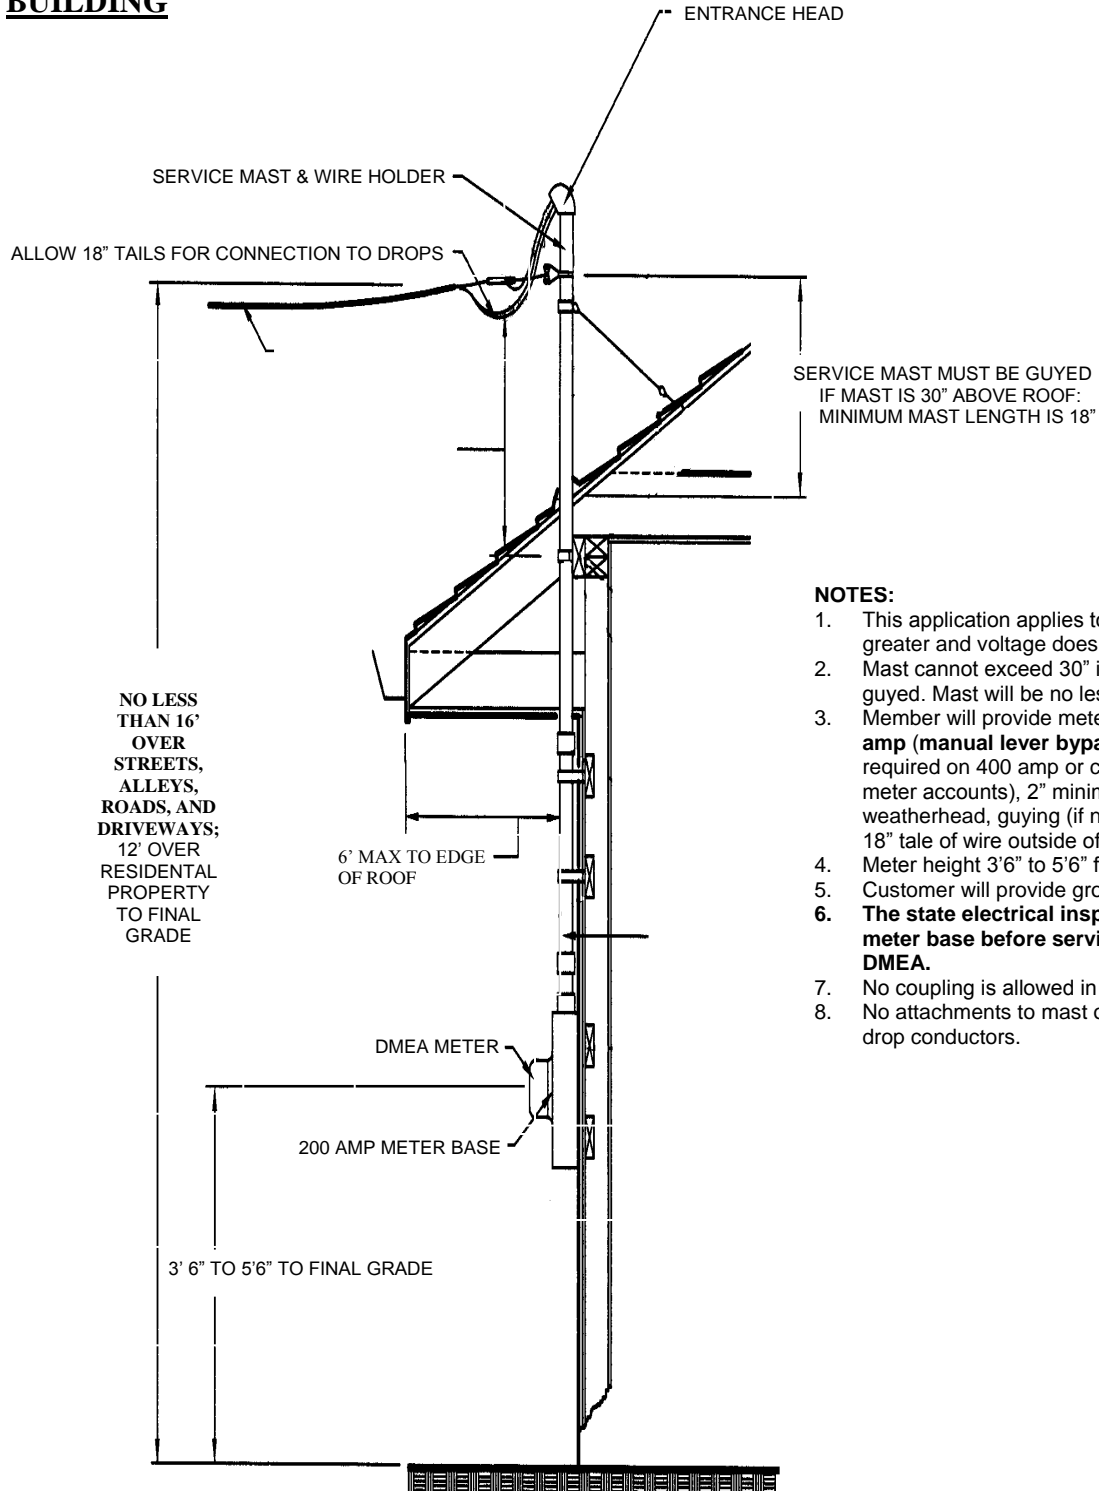 BUILDING
ENTRANCE HEAD
SERVICE MAST & WIRE HOLDER
ALLOW 18” TAILS FOR CONNECTION TO DROPS
SERVICE MAST MUST BE GUYED
IF MAST IS 30” ABOVE ROOF:
MINIMUM MAST LENGTH IS 18”
NO LESS
THAN 16’
OVER
STREETS,
ALLEYS,
ROADS, AND
DRIVEWAYS;
12’ OVER
RESIDENTAL
PROPERTY
TO FINAL
GRADE
6’ MAX TO EDGE
OF ROOF
DMEA METER
200 AMP METER BASE
3’ 6” TO 5’6” TO FINAL GRADE
NOTES:
1. This application applies to
greater and voltage does
2. Mast cannot exceed 30” i
guyed. Mast will be no les
3. Member will provide mete
amp (manual lever bypa
required on 400 amp or c
meter accounts), 2” minin
weatherhead, guying (if n
18” tale of wire outside of
4. Meter height 3’6” to 5’6” f
5. Customer will provide gro
6. The state electrical insp
meter base before servi
DMEA.
7. No coupling is allowed in
8. No attachments to mast o
drop conductors.